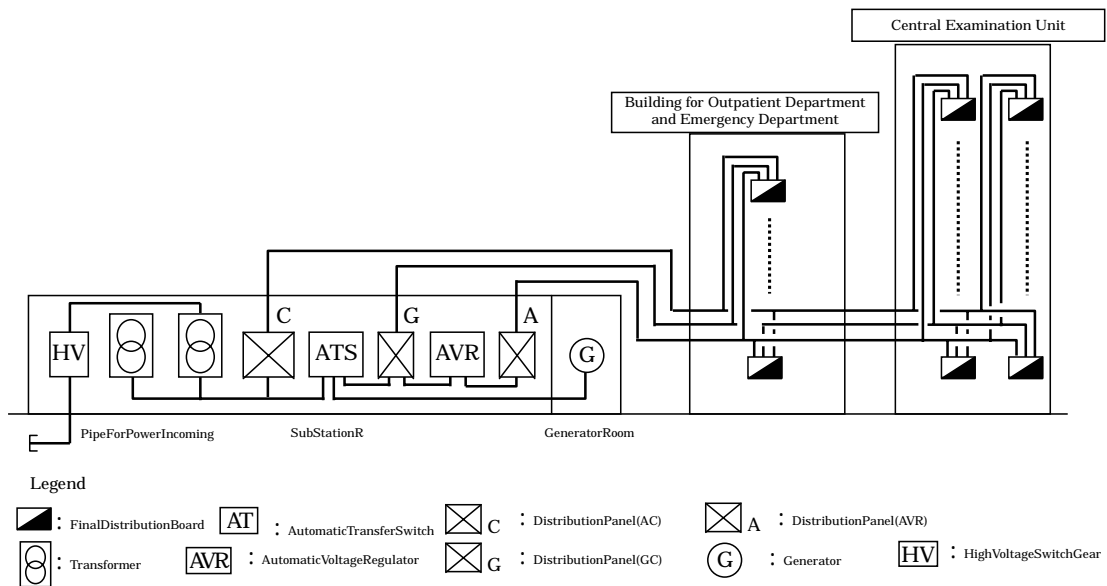 Central Examination Unit
Building for Outpatient Department
and Emergency Department
C
G
A
HV
ATS
AVR
G
PipeForPowerIncoming
SubStationR
GeneratorRoom
Legend
: FinalDistributionBoard
AT : AutomaticTransferSwitch
C : DistributionPanel(AC)
A : DistributionPanel(AVR)
: Transformer
AVR : AutomaticVoltageRegulator
G : DistributionPanel(GC)
G : Generator
HV : HighVoltageSwitchGear